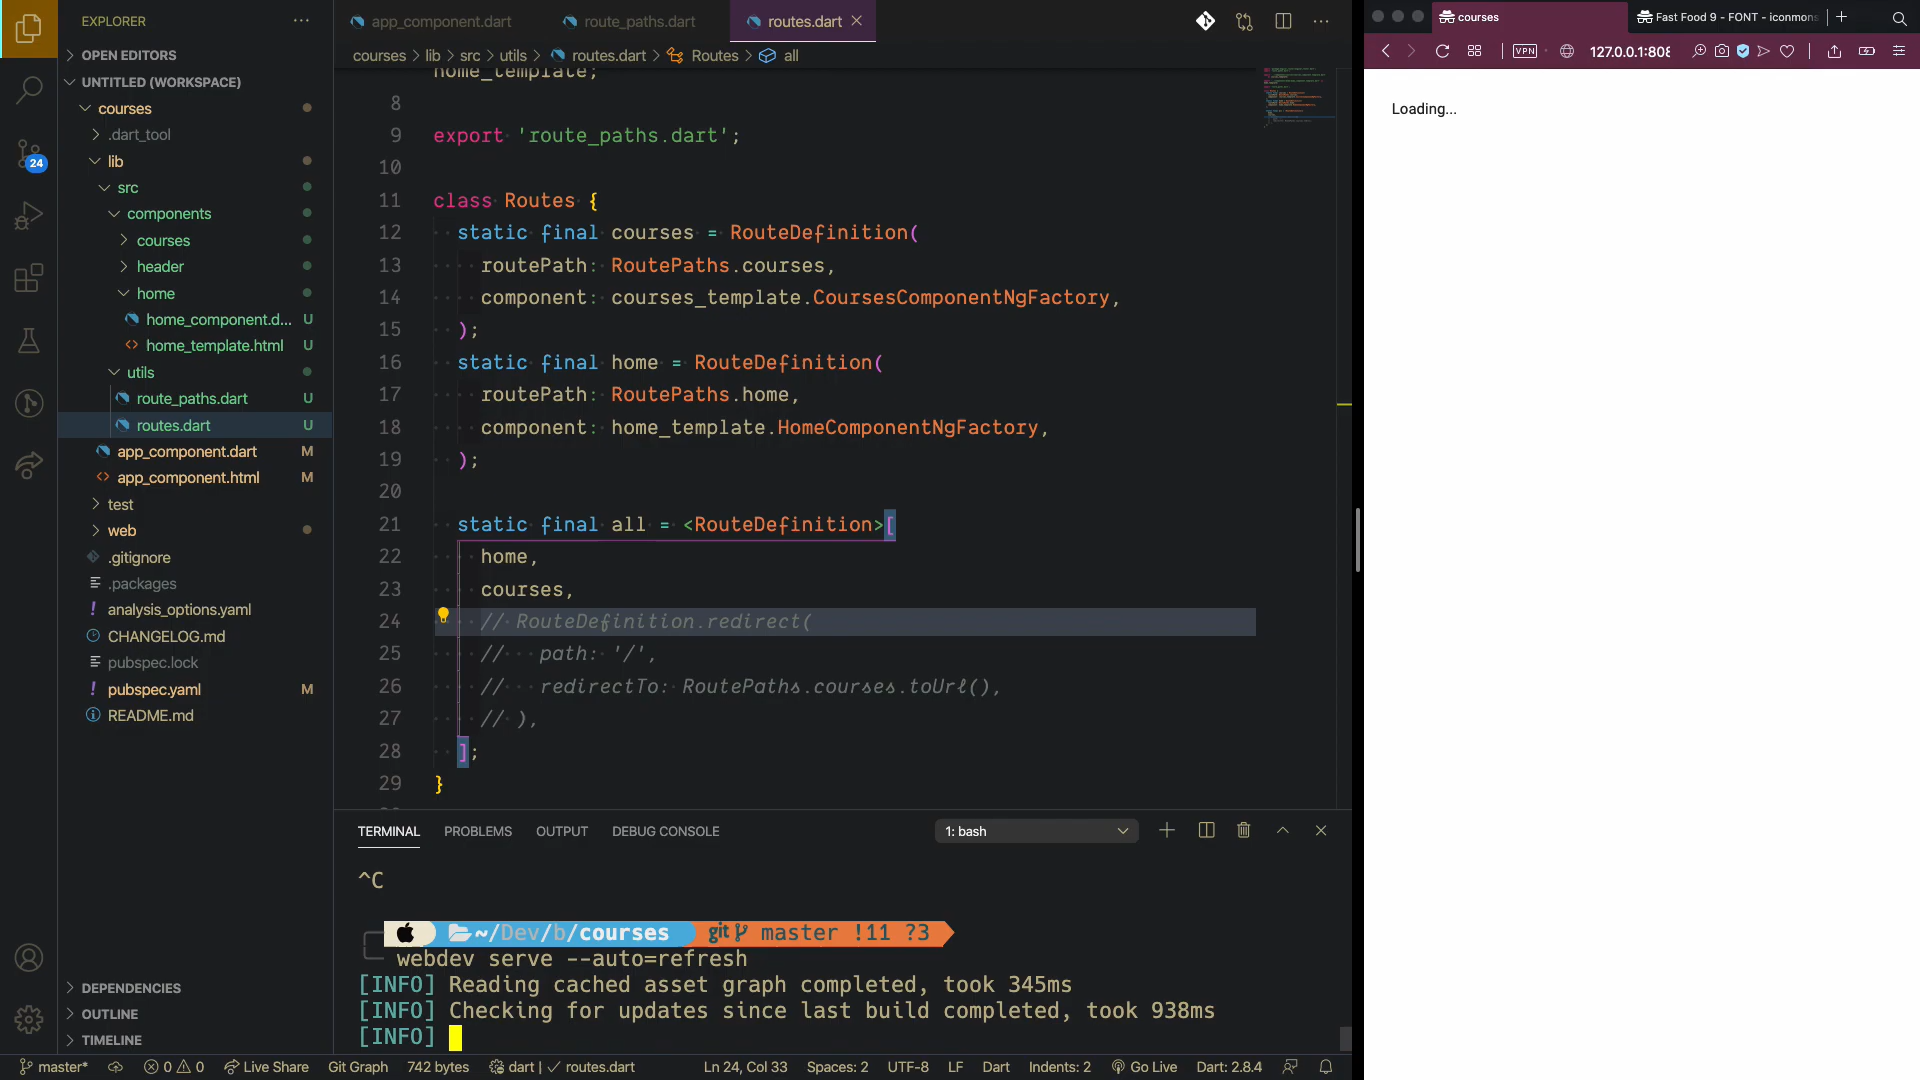 EXPLORER
OPEN EDITORS
UNTITLED (WORKSPACE)
courses
.dart_tool
lib
src
components
courses
header
home
home_component.d... U
home_template.html U
utils
route_paths.dart U
routes.dart U
app_component.dart M
app_component.html M
test
web
.gitignore
.packages
analysis_options.yaml
CHANGELOG.md
pubspec.lock
pubspec.yaml M
README.md
DEPENDENCIES
OUTLINE
TIMELINE
24
app_component.dart
route_paths.dart
routes.dart
courses > lib > src > utils > routes.dart > Routes > all
home_template;
8
9 export 'route_paths.dart';
10
11 class Routes {
12 static final courses = RouteDefinition(
13 routePath: RoutePaths.courses,
14 component: courses_template.CoursesComponentNgFactory,
15 );
16 static final home = RouteDefinition(
17 routePath: RoutePaths.home,
18 component: home_template.HomeComponentNgFactory,
19 );
20
21 static final all = <RouteDefinition>[
22 home,
23 courses,
24 // RouteDefinition.redirect(
25 //   path: '/',
26 //   redirectTo: RoutePaths.courses.toUrl(),
27 // ),
28 ];
29 }
TERMINAL PROBLEMS OUTPUT DEBUG CONSOLE
1: bash
^C
~/Dev/b/courses git master !11 ?3
webdev serve --auto=refresh
[INFO] Reading cached asset graph completed, took 345ms
[INFO] Checking for updates since last build completed, took 938ms
[INFO]
master* 0 0 Live Share Git Graph 742 bytes dart | routes.dart Ln 24, Col 33 Spaces: 2 UTF-8 LF Dart Indents: 2 Go Live Dart: 2.8.4
courses
Fast Food 9 - FONT - iconmons
VPN
127.0.0.1:808
Loading...